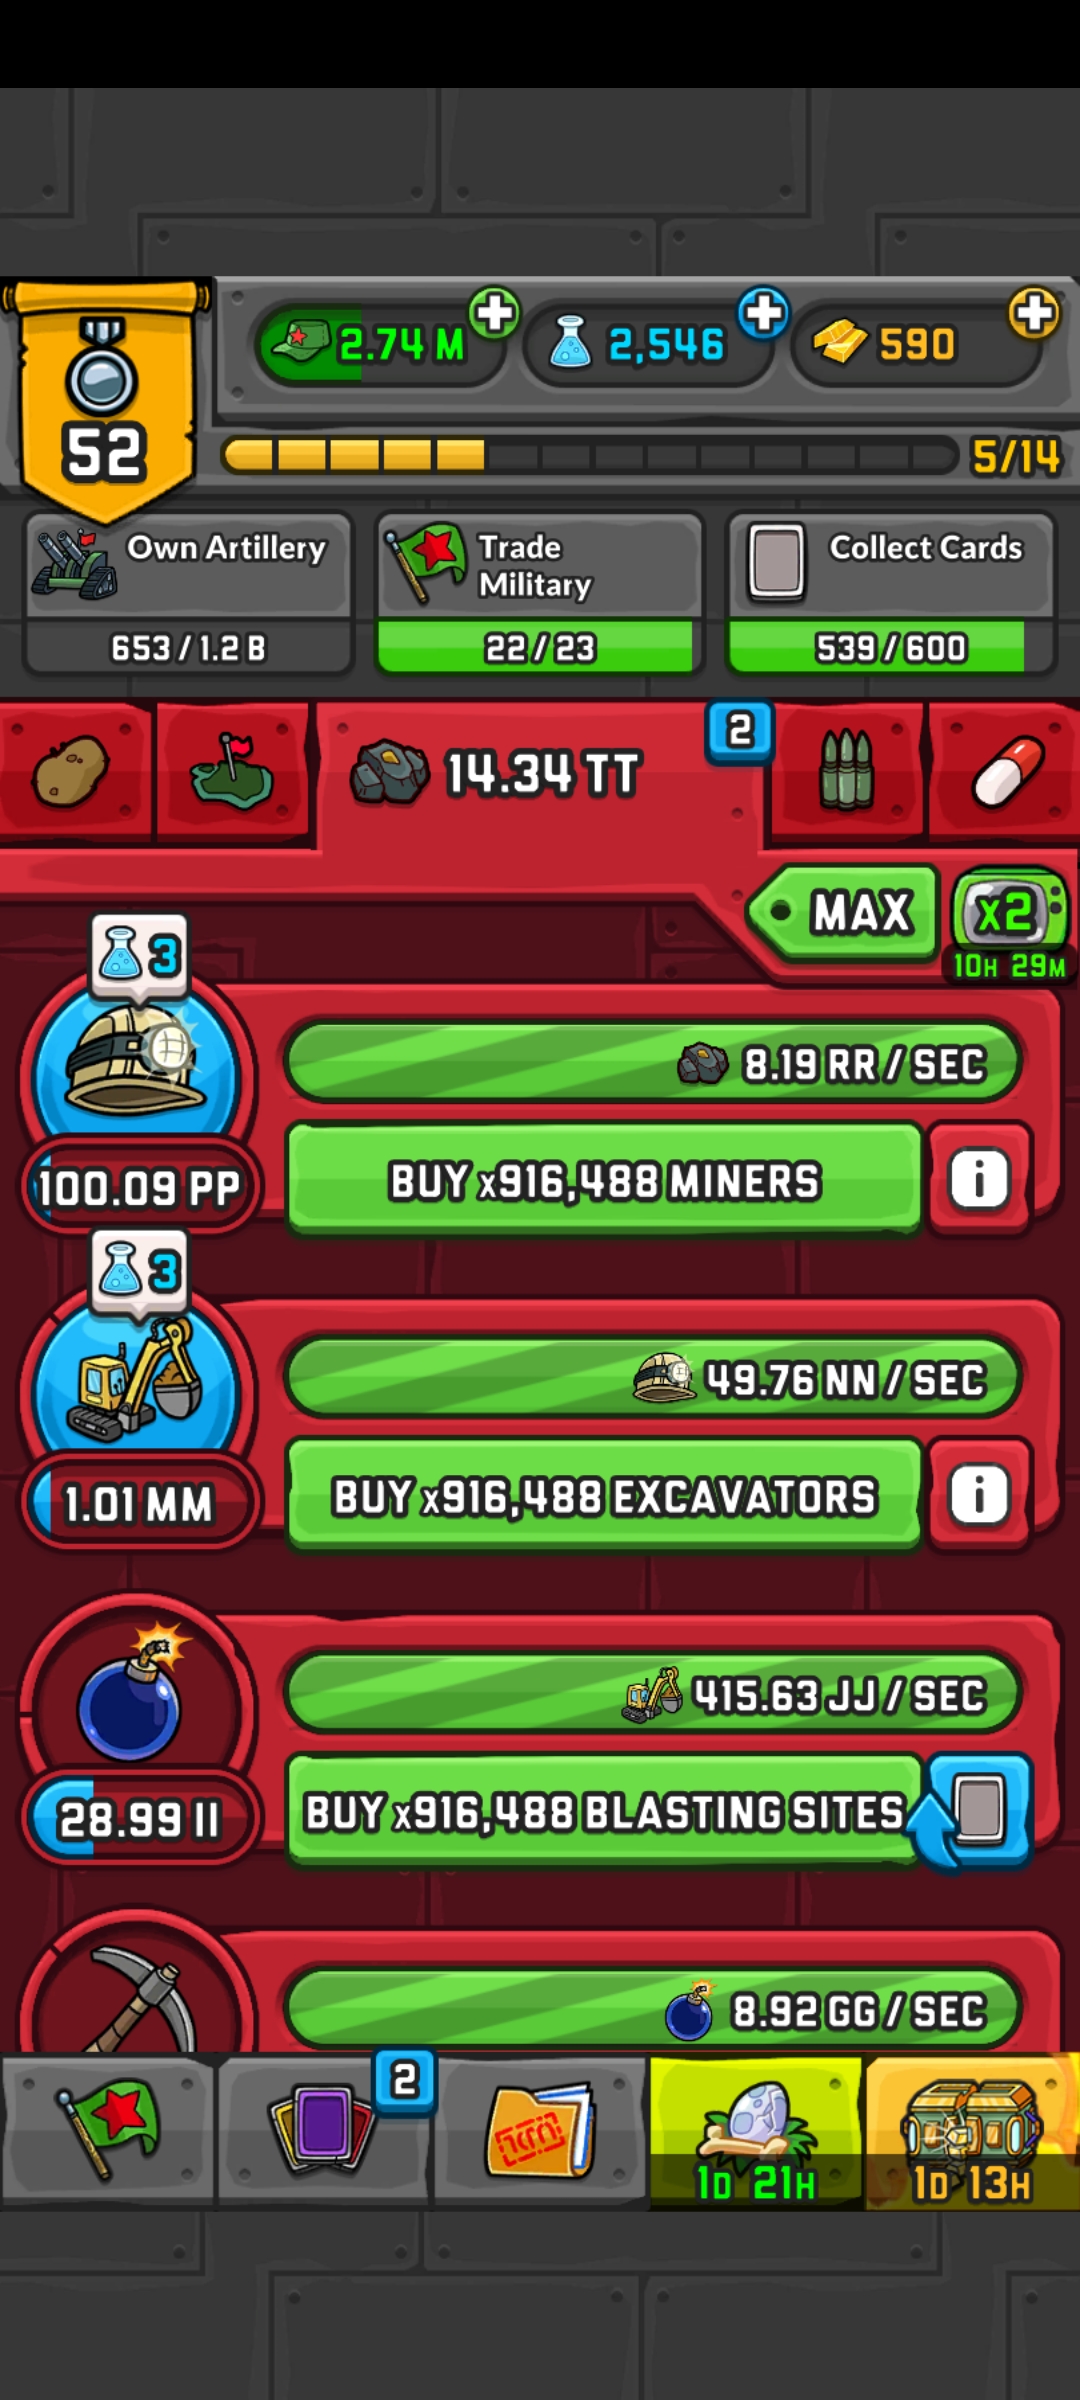 2.74 M
2,546
590
52
5/14
Own Artillery
653 / 1.2 B
Trade
Military
22 / 23
Collect Cards
539 / 600
14.34 TT
2
MAX
x2
10H 29M
3
8.19 RR / SEC
100.09 PP
BUY x916,488 MINERS
i
3
49.76 NN / SEC
1.01 MM
BUY x916,488 EXCAVATORS
i
415.63 JJ / SEC
28.99 II
BUY x916,488 BLASTING SITES
8.92 GG / SEC
2
1D 21H
1D 13H